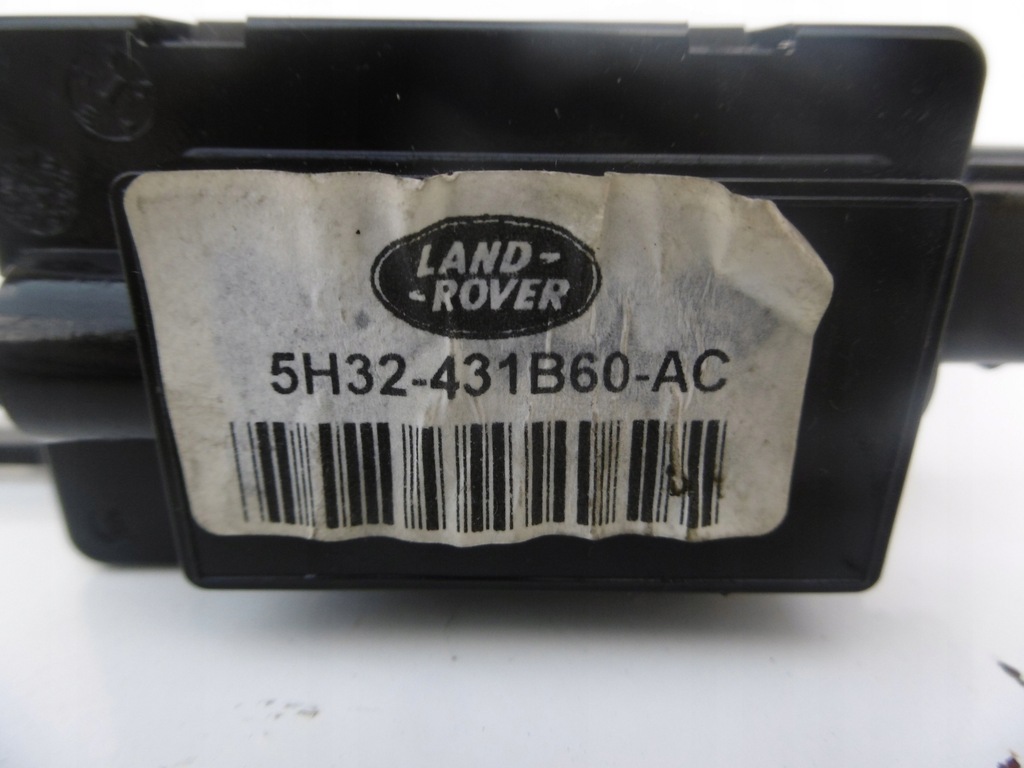 LAND-
-ROVER
5H32-431B60-AC